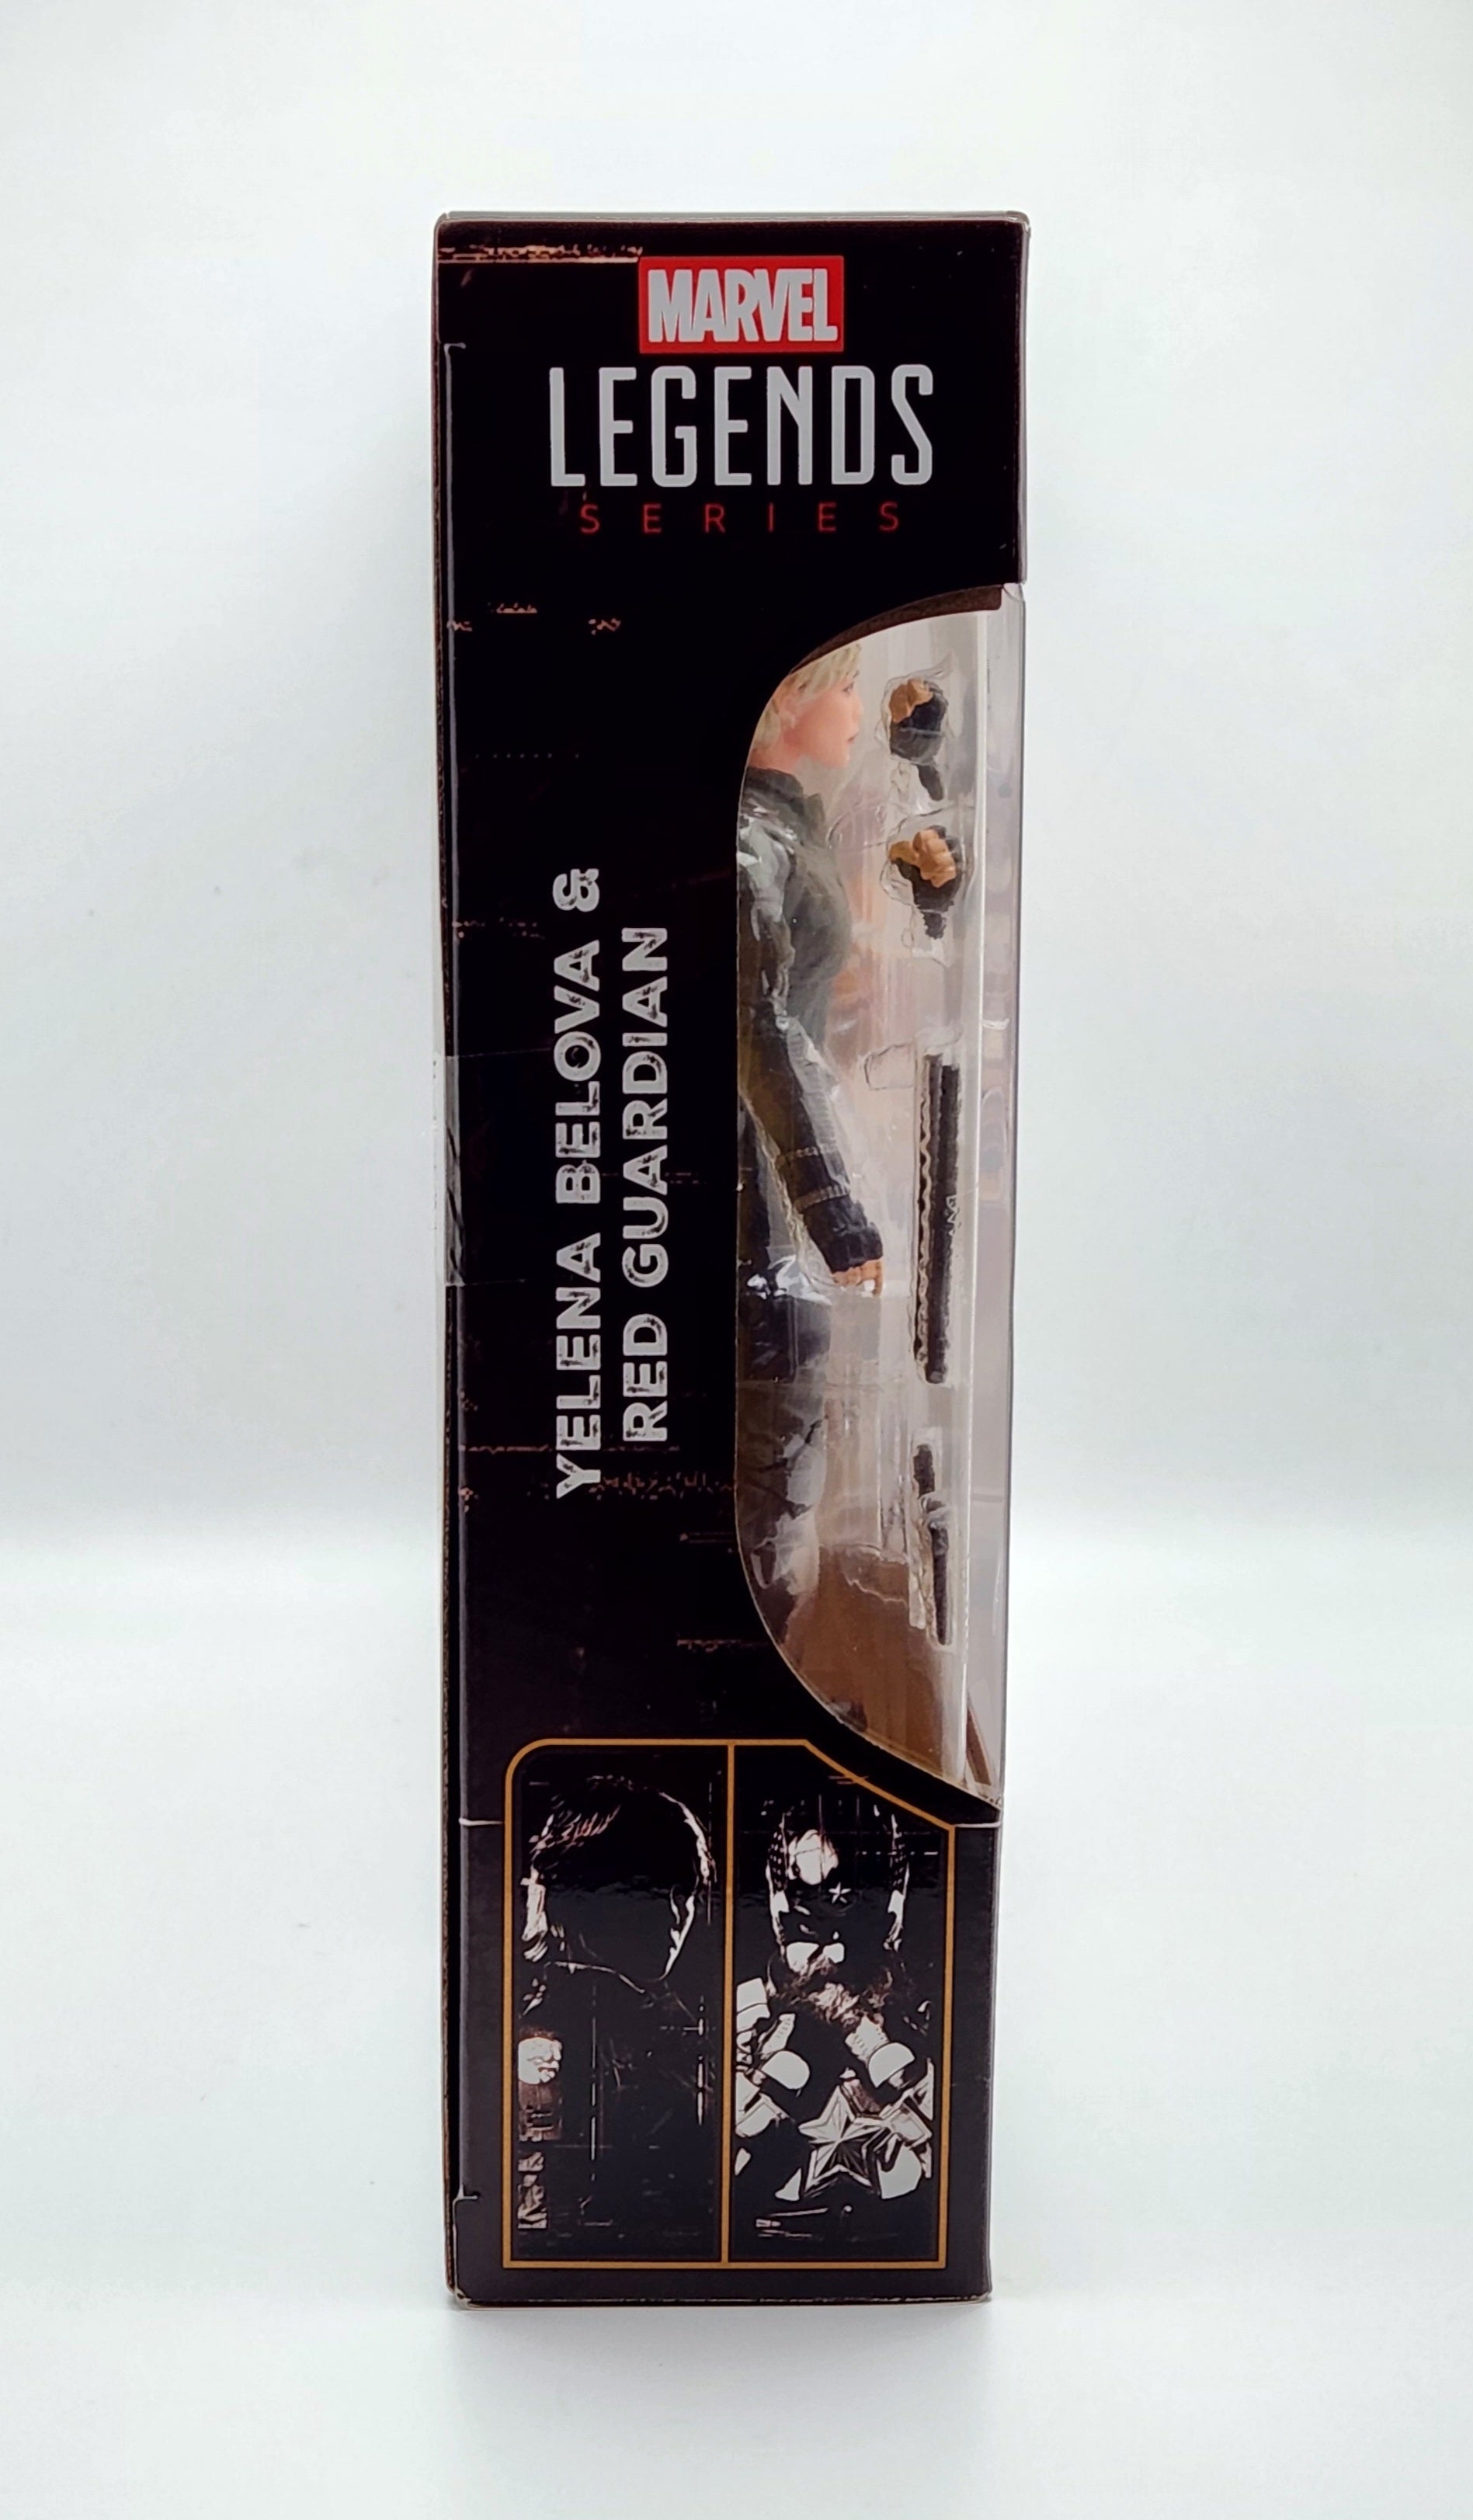 MARVEL
LEGENDS
SERIES
YELENA BELOVA &
RED GUARDIAN